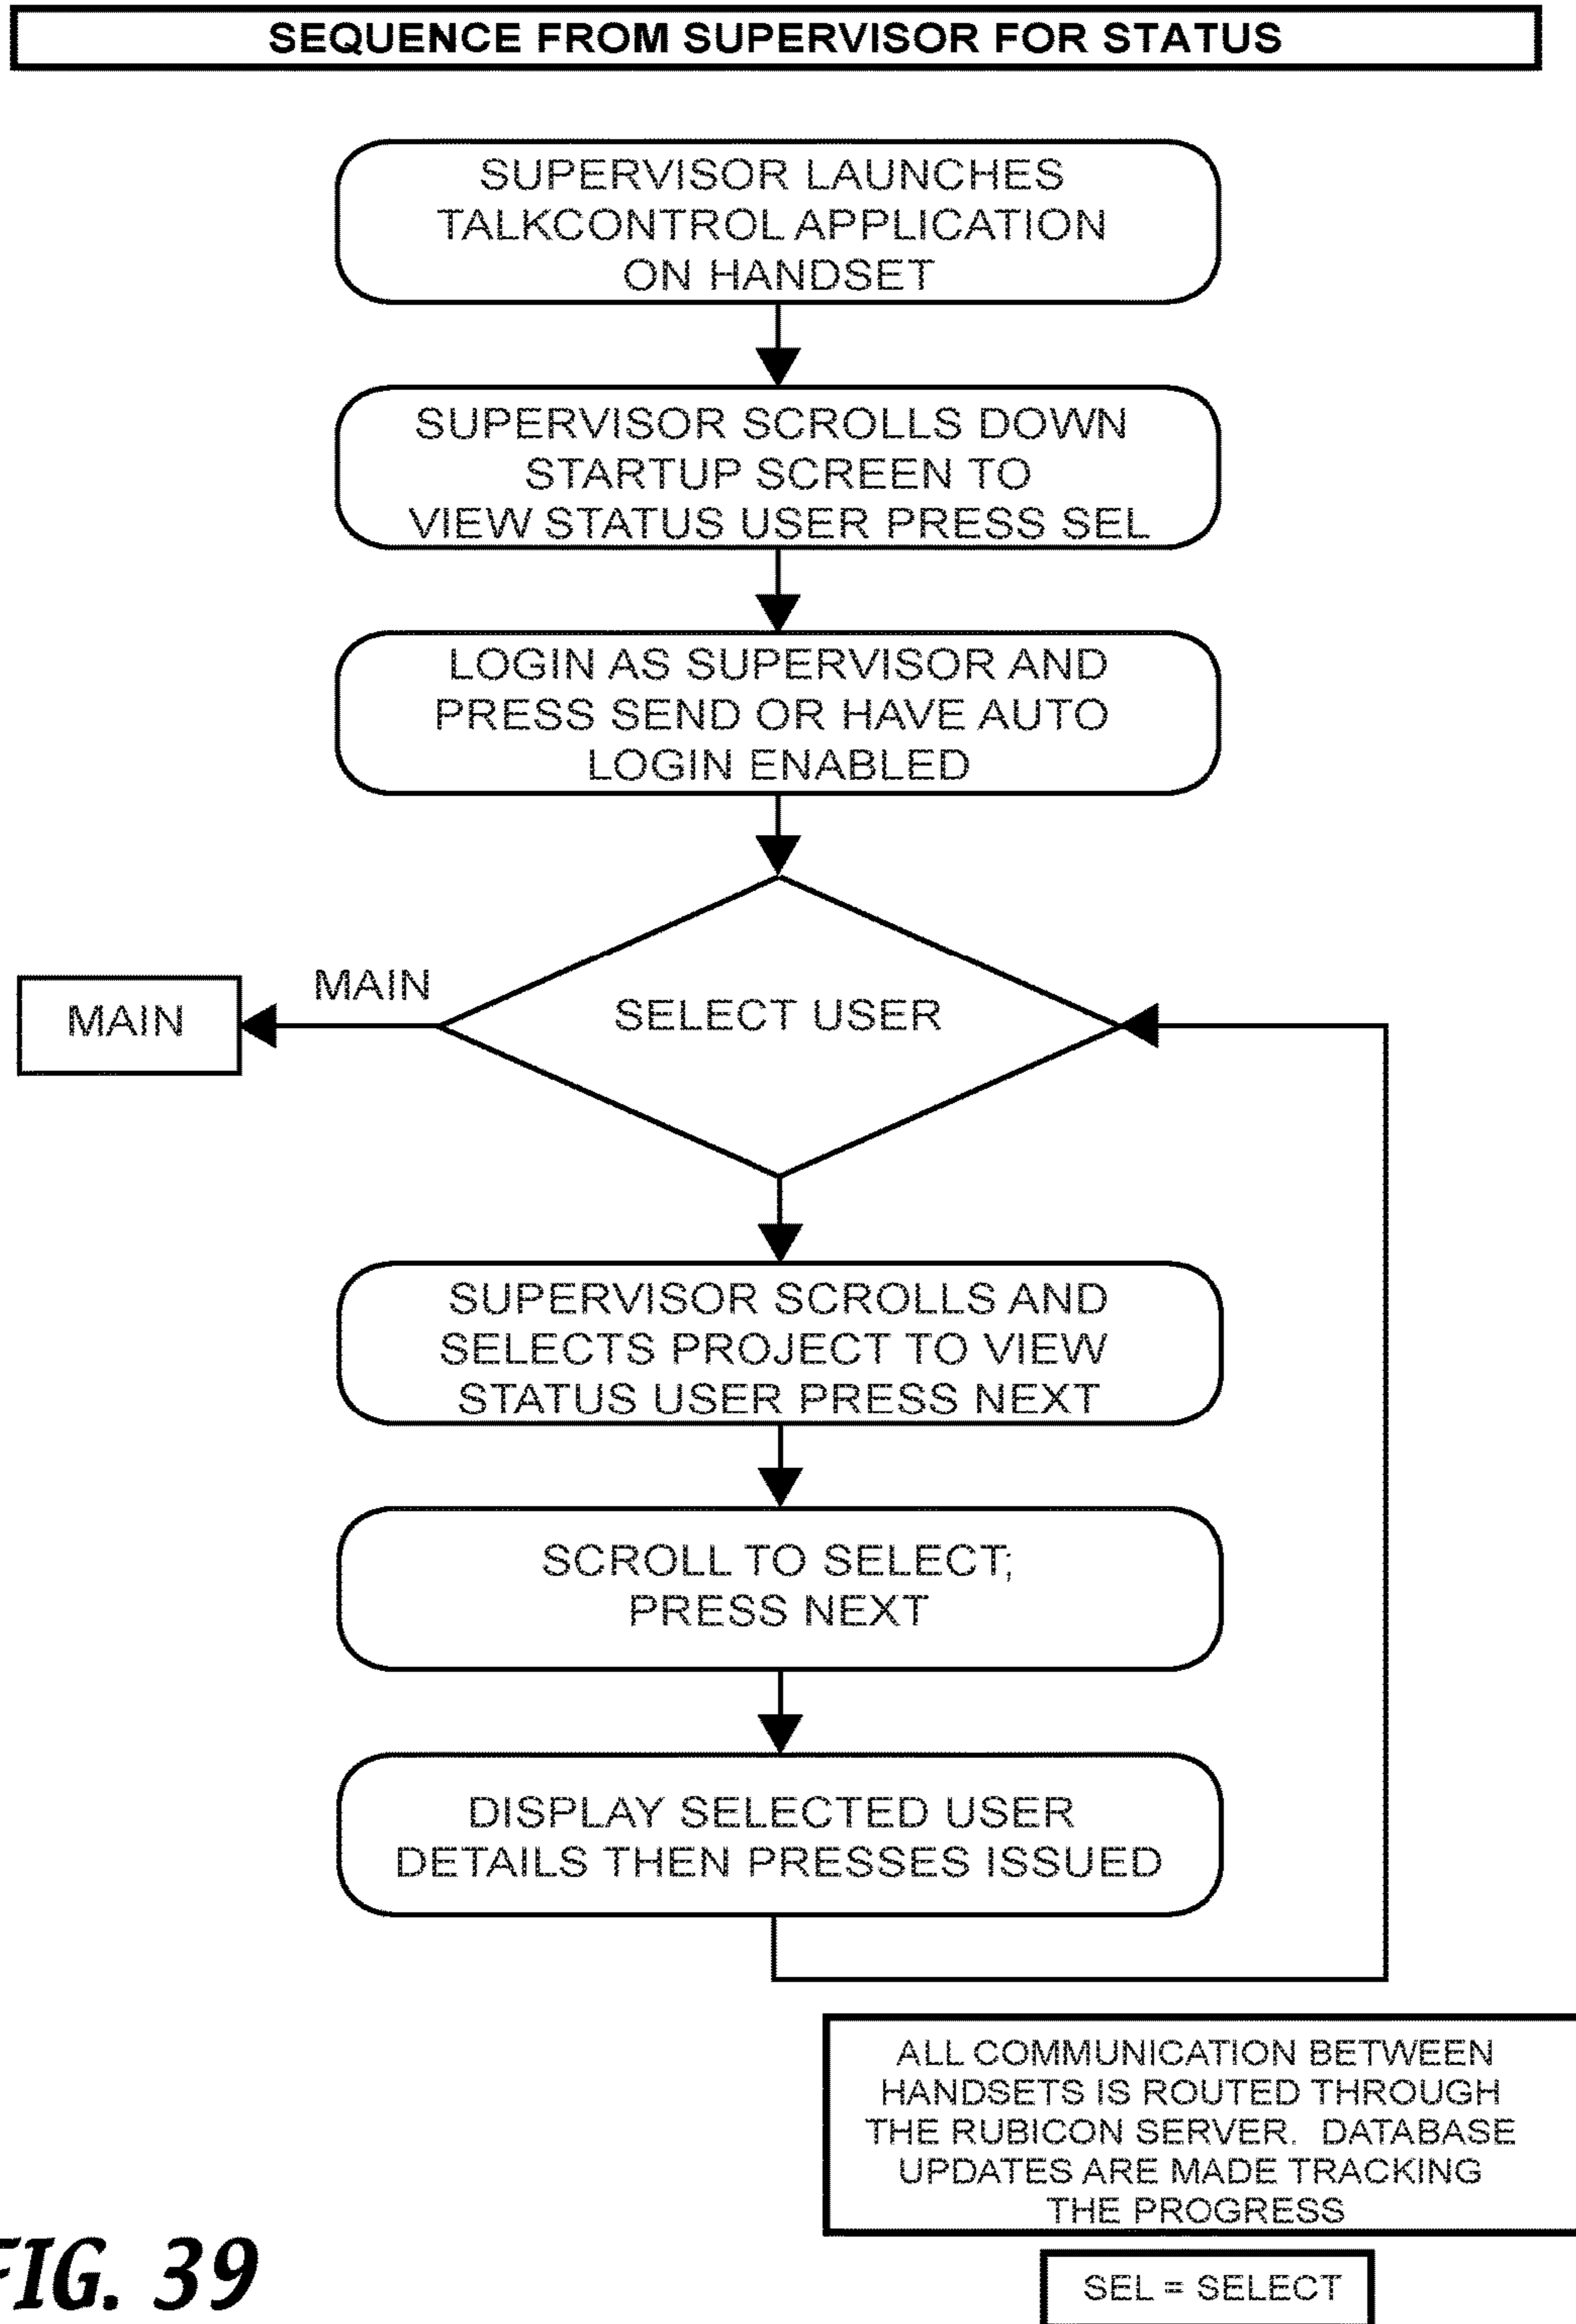 SEQUENCE FROM SUPERVISOR FOR STATUS
SUPERVISOR LAUNCHES
TALKCONTROL APPLICATION
ON HANDSET
SUPERVISOR SCROLLS DOWN
STARTUP SCREEN TO
VIEW STATUS USER PRESS SEL
LOGIN AS SUPERVISOR AND
PRESS SEND OR HAVE AUTO
LOGIN ENABLED
MAIN
MAIN
SELECT USER
SUPERVISOR SCROLLS AND
SELECTS PROJECT TO VIEW
STATUS USER PRESS NEXT
SCROLL TO SELECT;
PRESS NEXT
DISPLAY SELECTED USER
DETAILS THEN PRESSES ISSUED
ALL COMMUNICATION BETWEEN
HANDSETS IS ROUTED THROUGH
THE RUBICON SERVER. DATABASE
UPDATES ARE MADE TRACKING
THE PROGRESS
FIG. 39
SEL = SELECT